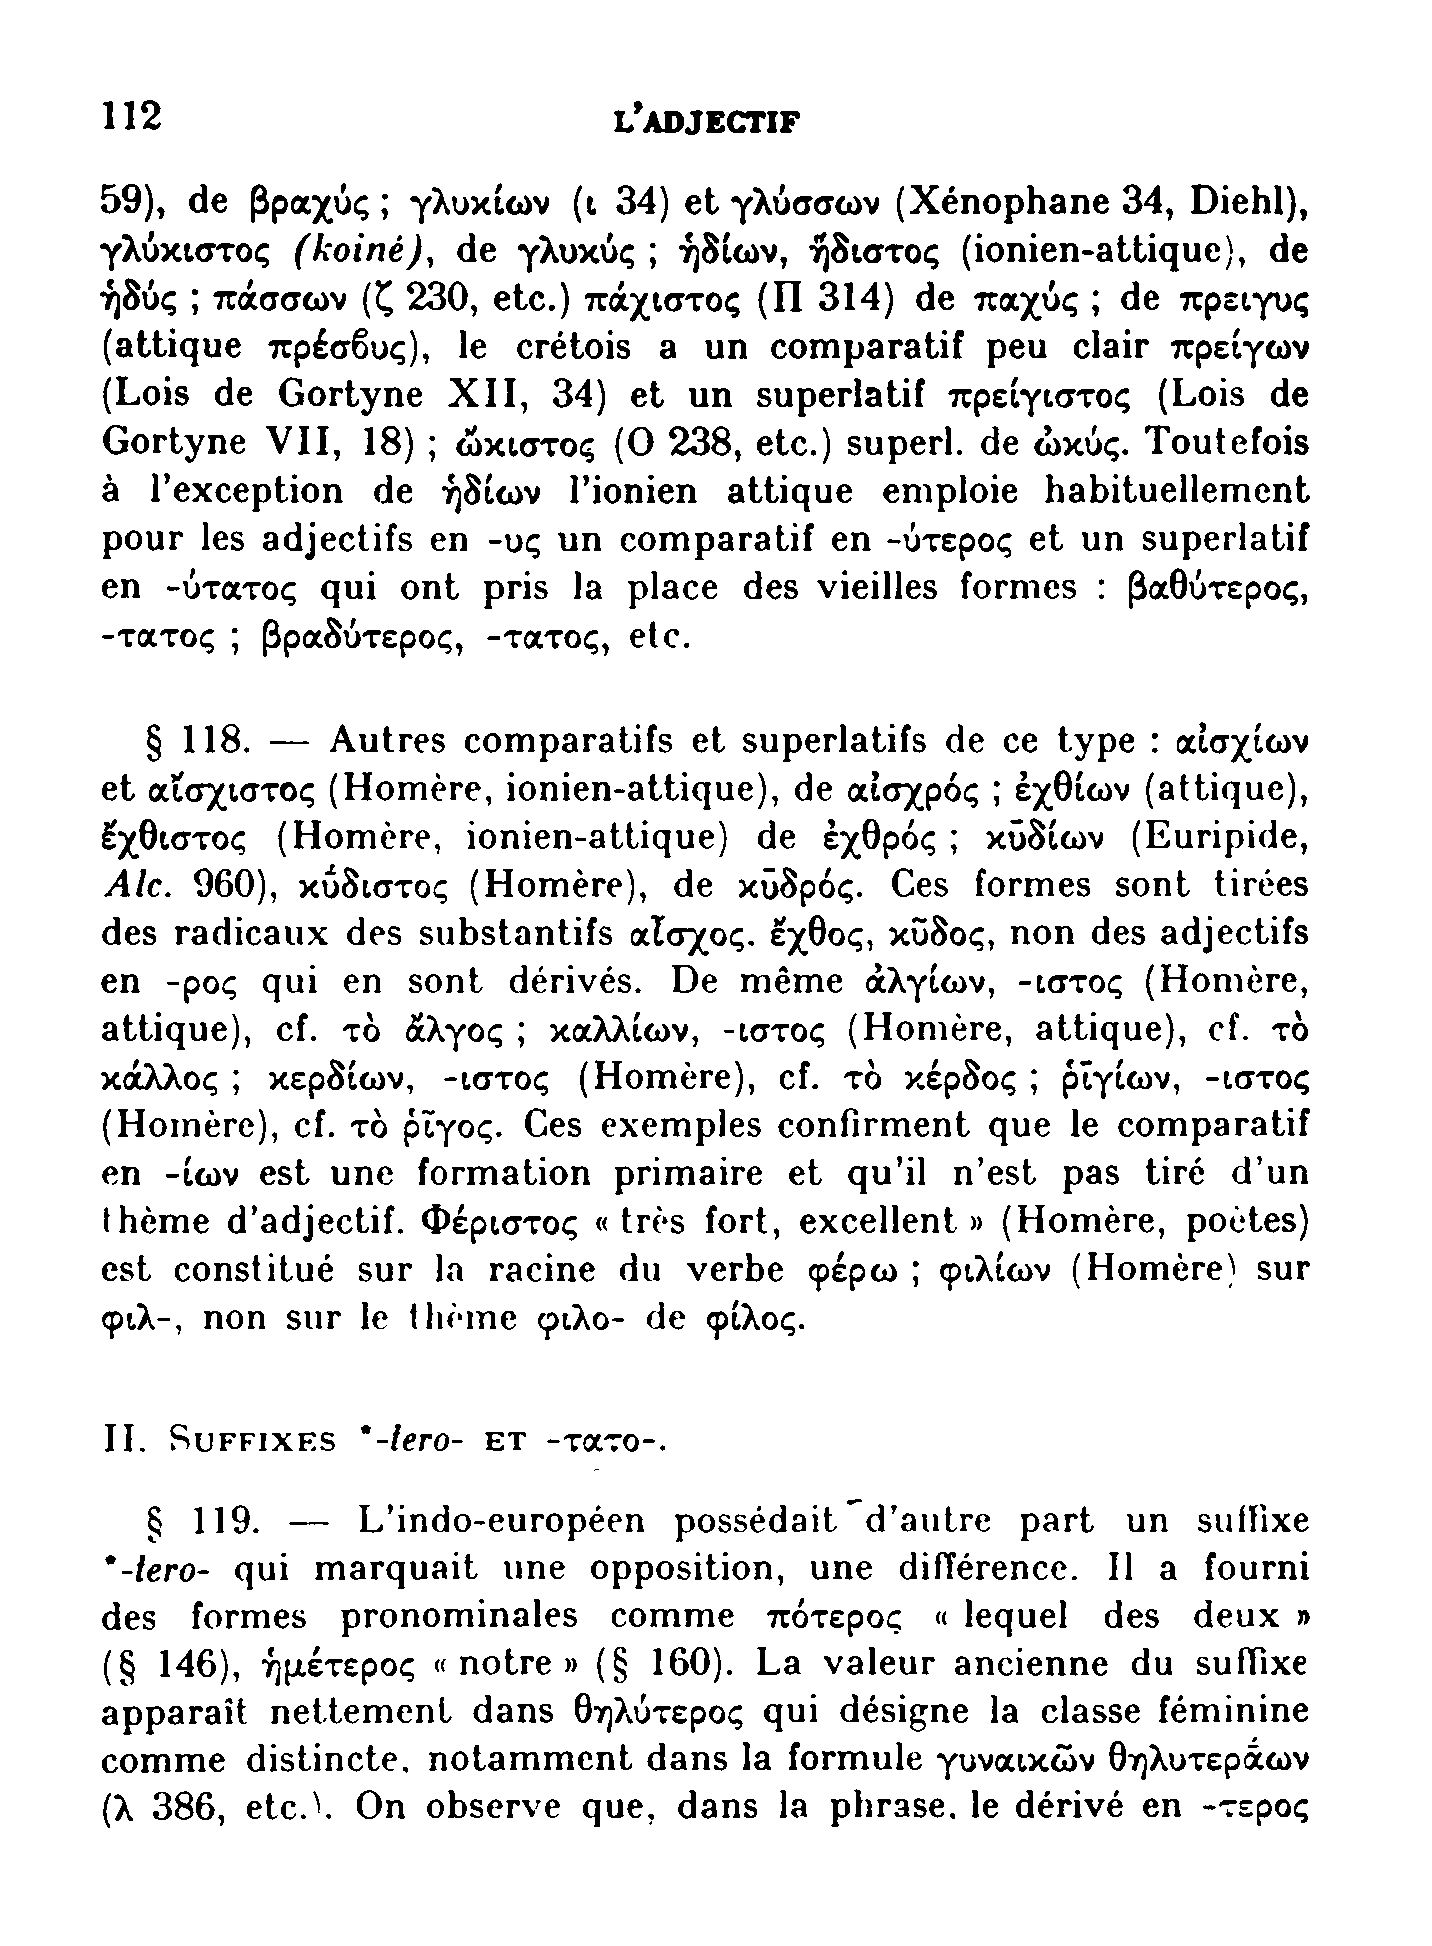 112 L'ADJECTIF
59), de βραχύς ; γλυκίων (ι 34) et γλύσσων (Xénophane 34, Diehl),
γλύκιστος (koiné), de γλυκύς ; ἡδίων, ἥδιστος (ionien-attique), de
ἡδύς ; πάσσων (ζ 230, etc.) πάχιστος (Π 314) de παχύς ; de πρειγυς
(attique πρέσϐυς), le crétois a un comparatif peu clair πρείγων
(Lois de Gortyne XII, 34) et un superlatif πρείγιστος (Lois de
Gortyne VII, 18) ; ὤκιστος (Ο 238, etc.) superl. de ὠκύς. Toutefois
à l'exception de ἡδίων l'ionien attique emploie habituellement
pour les adjectifs en -υς un comparatif en -ύτερος et un superlatif
en -ύτατος qui ont pris la place des vieilles formes : βαθύτερος,
-τατος ; βραδύτερος, -τατος, etc.
§ 118. — Autres comparatifs et superlatifs de ce type : αἰσχίων
et αἴσχιστος (Homère, ionien-attique), de αἰσχρός ; ἐχθίων (attique),
ἔχθιστος (Homère, ionien-attique) de ἐχθρός ; κῡδίων (Euripide,
Alc. 960), κύ̄διστος (Homère), de κῡδρός. Ces formes sont tirées
des radicaux des substantifs αἶσχος, ἔχθος, κῦδος, non des adjectifs
en -ρος qui en sont dérivés. De même ἀλγίων, -ιστος (Homère,
attique), cf. τὸ ἄλγος ; καλλίων, -ιστος (Homère, attique), cf. τὸ
κάλλος ; κερδίων, -ιστος (Homère), cf. τὸ κέρδος ; ῥῑγίων, -ιστος
(Homère), cf. τὸ ῥῖγος. Ces exemples confirment que le comparatif
en -ίων est une formation primaire et qu'il n'est pas tiré d'un
thème d'adjectif. Φέριστος « très fort, excellent » (Homère, poètes)
est constitué sur la racine du verbe φέρω ; φιλίων (Homère) sur
φιλ-, non sur le thème φιλο- de φίλος.
II. SUFFIXES *-tero- ET -τατο-.
§ 119. — L'indo-européen possédait d'autre part un suffixe
*-tero- qui marquait une opposition, une différence. Il a fourni
des formes pronominales comme πότερος « lequel des deux »
(§ 146), ἡμέτερος « notre » (§ 160). La valeur ancienne du suffixe
apparaît nettement dans θηλύτερος qui désigne la classe féminine
comme distincte, notamment dans la formule γυναικῶν θηλυτερά̄ων
(λ 386, etc.). On observe que, dans la phrase, le dérivé en -τερος